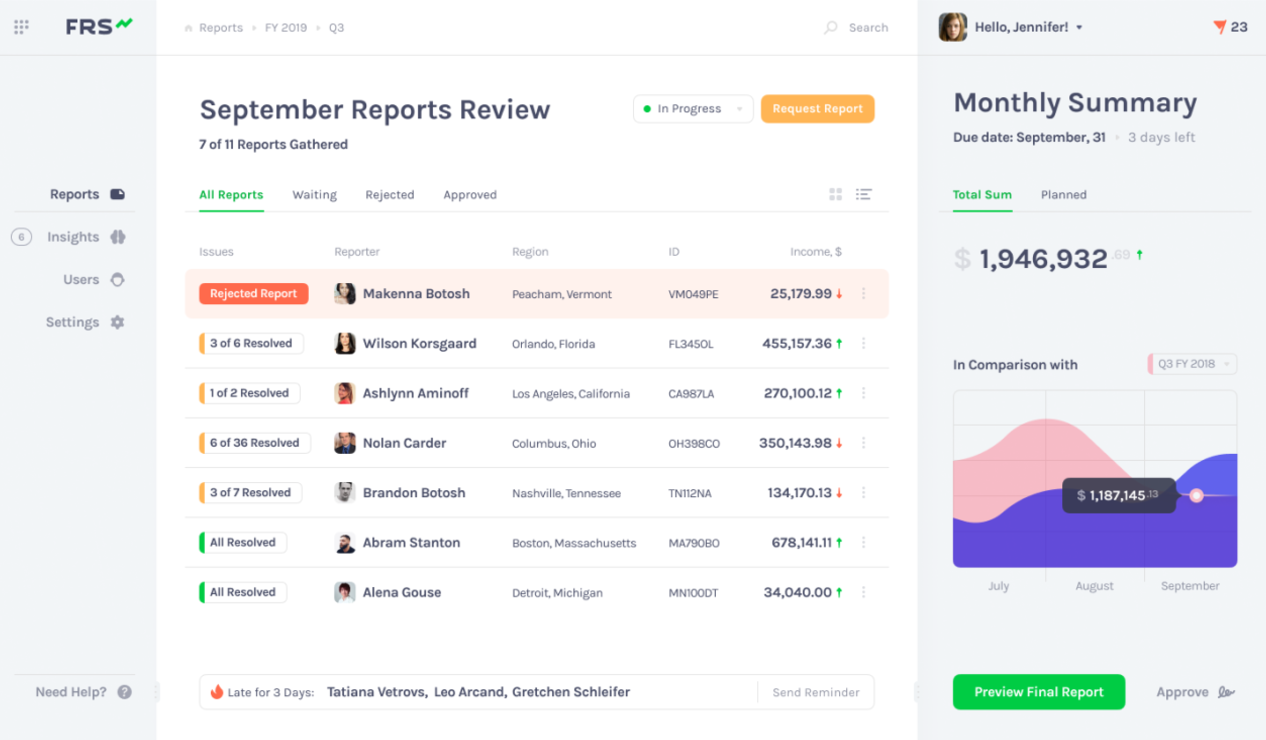 FRS
Reports FY 2019 Q3
Search
Hello, Jennifer!
23
Reports
6 Insights
Users
Settings
Need Help? ?
September Reports Review
In Progress
Request Report
7 of 11 Reports Gathered
All Reports Waiting Rejected Approved
Issues Reporter Region ID Income, $
Rejected Report Makenna Botosh Peacham, Vermont VM049PE 25,179.99
3 of 6 Resolved Wilson Korsgaard Orlando, Florida FL345OL 455,157.36
1 of 2 Resolved Ashlynn Aminoff Los Angeles, California CA987LA 270,100.12
6 of 36 Resolved Nolan Carder Columbus, Ohio OH398CO 350,143.98
3 of 7 Resolved Brandon Botosh Nashville, Tennessee TN112NA 134,170.13
All Resolved Abram Stanton Boston, Massachusetts MA790BO 678,141.11
All Resolved Alena Gouse Detroit, Michigan MN100DT 34,040.00
Late for 3 Days: Tatiana Vetrovs, Leo Arcand, Gretchen Schleifer Send Reminder
Monthly Summary
Due date: September, 31 3 days left
Total Sum Planned
$ 1,946,932.69
In Comparison with Q3 FY 2018
$ 1,187,145.13
July August September
Preview Final Report Approve